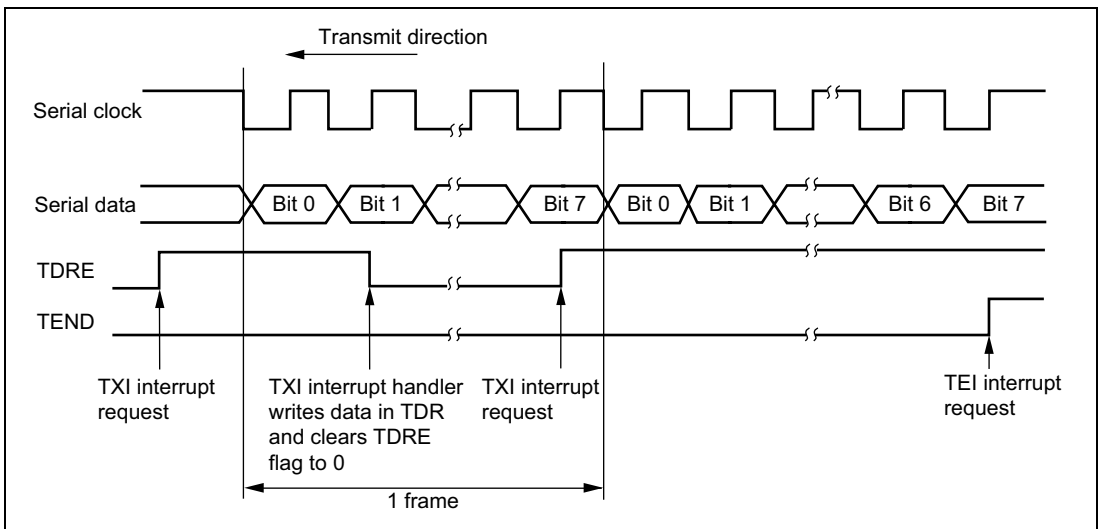 Transmit direction
Serial clock
Serial data
Bit 0
Bit 1
Bit 7
Bit 0
Bit 1
Bit 6
Bit 7
TDRE
TEND
TXI interrupt
request
TXI interrupt handler
writes data in TDR
and clears TDRE
flag to 0
TXI interrupt
request
TEI interrupt
request
1 frame